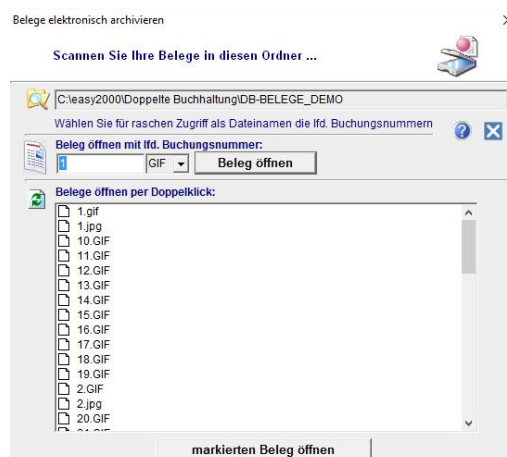 Belege elektronisch archivieren
Scannen Sie Ihre Belege in diesen Ordner ...
C:\easy2000\Doppelte Buchhaltung\DB-BELEGE_DEMO
Wählen Sie für raschen Zugriff als Dateinamen die lfd. Buchungsnummern
Beleg öffnen mit lfd. Buchungsnummer:
1 GIF Beleg öffnen
Belege öffnen per Doppelklick:
1.gif
1.jpg
10.GIF
11.GIF
12.GIF
13.GIF
14.GIF
15.GIF
16.GIF
17.GIF
18.GIF
19.GIF
2.GIF
2.jpg
20.GIF
markierten Beleg öffnen